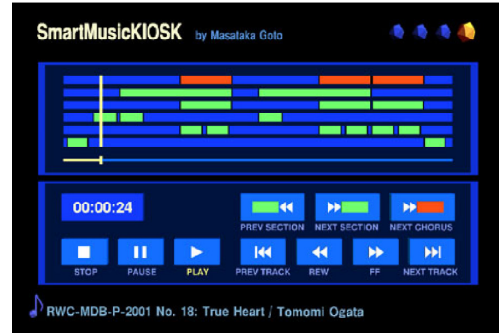 SmartMusicKIOSK by Masataka Goto
00:00:24
PREV SECTION NEXT SECTION NEXT CHORUS
STOP PAUSE PLAY PREV TRACK REW FF NEXT TRACK
RWC-MDB-P-2001 No. 18: True Heart / Tomomi Ogata